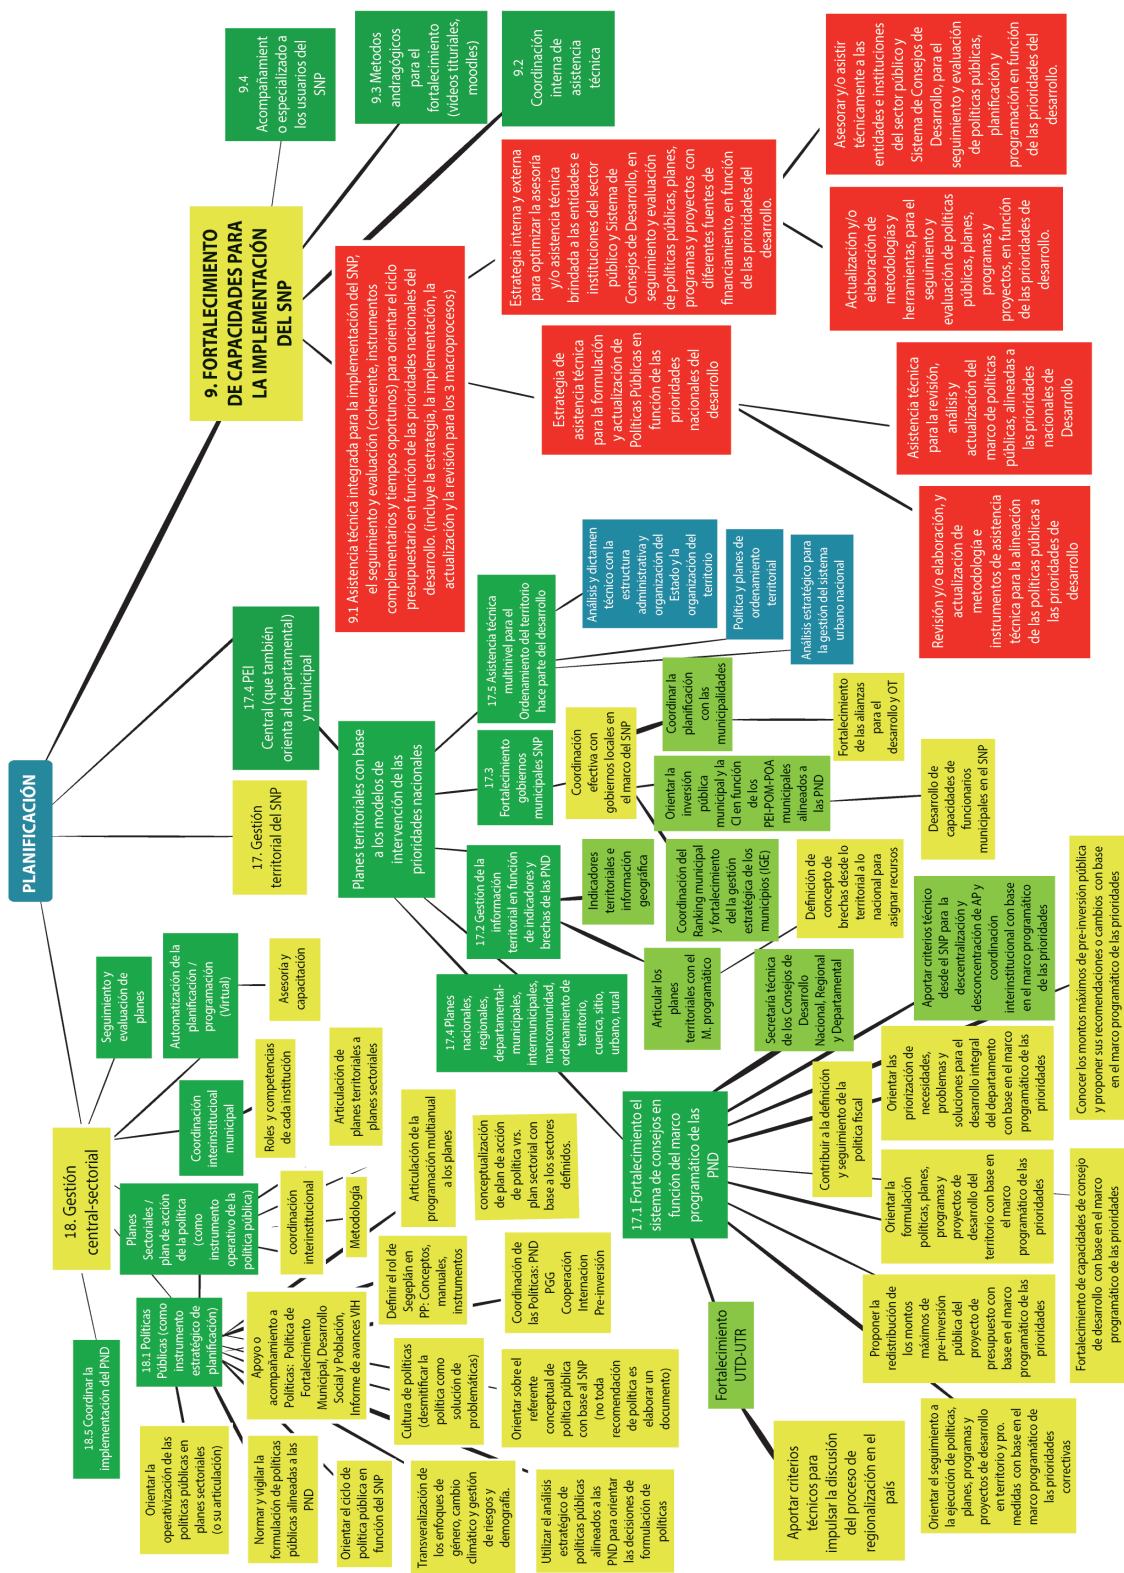 PLANIFICACIÓN
18.5 Coordinar la
implementación del PND
18. Gestión
central-sectorial
Seguimiento y
evaluación de
planes
Automatización de la
planificación /
programación
(Virtual)
Asesoría y
capacitación
Coordinación
interinstitucioal
municipal
Roles y competencias
de cada institución
Planes
Sectoriales /
plan de acción
de la política
(como
instrumento
operativo de la
política pública)
coordinación
interinstitucional
Metodología
Articulación de
planes territoriales a
planes sectoriales
Articulación de la
programación multianual
a los planes
conceptualización
de plan de acción
de política vrs.
plan sectorial con
base a los sectores
definidos.
18.1 Políticas
Públicas (como
instrumento
estratégico de
planificación)
Orientar la
operativización de las
políticas públicas en
planes sectoriales
(o su articulación)
Normar y vigilar la
formulación de políticas
públicas alineadas a las
PND
Orientar el ciclo de
política pública en
función del SNP
Transveralización de
los enfoques de
género, cambio
climático y gestión
de riesgos y
demografía.
Utilizar el análisis
estratégico de
políticas públicas
alineados a las
PND para orientar
las decisiones de
formulación de
políticas
Apoyo o
acompañamiento a
Políticas: Política de
Fortalecimiento
Municipal, Desarrollo
Social y Población,
Informe de avances VIH
Cultura de políticas
(desmitificar la
política como
solución de
problemáticas)
Orientar sobre el
referente
conceptual de
política pública
con base al SNP
(no toda
recomendación
de política es
elaborar un
documento)
Definir el rol de
Segeplán en
PP: Conceptos,
manuales,
instrumentos
Coordinación de
las Políticas: PND
PGG
Cooperación
Internacion
Pre-inversión
17. Gestión
territorial del SNP
17.4 PEI
Central (que también
orienta al departamental)
y municipal
Planes territoriales con base
a los modelos de
intervención de las
prioridades nacionales
17.4 Planes
nacionales,
regionales,
departamental-
municipales,
intermunicipales,
mancomunidad,
ordenamiento de
territorio,
cuenca, sitio,
urbano, rural
17.2 Gestión de la
información
territorial en función
de indicadores y
brechas de las PND
Indicadores
territoriales e
información
geográfica
Articular los
planes
territoriales con el
M. programático
Definición de
concepto de
brechas desde lo
territorial a lo
nacional para
asignar recursos
17.3
Fortalecimiento
gobiernos
municipales SNP
Coordinación
efectiva con
gobiernos locales en
el marco del SNP
Coordinar la
planificación
con las
municipalidades
Fortalecimiento
de las alianzas
para el
desarrollo y OT
Orientar la
inversión
pública
municipal y la
CI en función
de los
PEI-POM-POA
municipales
alineados a
las PND
Desarrollo de
capacidades de
funcionarios
municipales en el SNP
Coordinación del
Ranking municipal
y fortalecimiento
del la gestión
estratégica de los
municipios (IGE)
17.5 Asistencia técnica
multinivel para el
Ordenamiento del territorio
hace parte del desarrollo
Análisis y dictamen
técnico con la
estructura
administrativa y
organización del
Estado y la
organización del
territorio
Política y planes de
ordenamiento
territorial
Análisis estratégico para
la gestión del sistema
urbano nacional
17.1 Fortalecimiento el
sistema de consejos en
función del marco
programático de las
PND
Fortalecimiento
UTD-UTR
Aportar criterios
técnicos para
impulsar la discusión
del proceso de
regionalización en el
país
Orientar el seguimiento a
la ejecución de políticas,
planes, programas y
proyectos de desarrollo
en territorio y pro.
medidas con base en el
marco programático de
las prioridades
correctivas
Proponer la
redistribución de
los montos
máximos de
pre-inversión
pública del
proyecto de
presupuesto con
base en el marco
programático de las
prioridades
Orientar la
formulación
políticas, planes,
programas y
proyectos de
desarrollo del
territorio con base en
el marco
programático de las
prioridades
Fortalecimiento de capacidades de consejo
de desarrollo con base en el marco
programático de las prioridades
Contribuir a la definición
y seguimiento de la
política fiscal
Orientar las
priorización de
necesidades,
problemas y
soluciones para el
desarrollo integral
del departamento
con base en el marco
programático de las
prioridades
Conocer los montos máximos de pre-inversión pública
y proponer sus recomendaciones o cambios con base
en el marco programático de las prioridades
Aportar criterios técnico
desde el SNP para la
descentralización y
desconcentración de AP y
coordinación
interinstitucional con base
en el marco programático
de las prioridades
Secretaría técnica
de los Consejos de
Desarrollo
Nacional, Regional
y Departamental
9. FORTALECIMIENTO
DE CAPACIDADES PARA
LA IMPLEMENTACIÓN
DEL SNP
9.4
Acompañamient
o especializado a
los usuarios del
SNP
9.3 Metodos
andragógicos
para el
fortalecimiento
(vídeos tituriales,
moodles)
9.2
Coordinación
interna de
asistencia
técnica
9.1 Asistencia técnica integrada para la implementación del SNP,
el seguimiento y evaluación (coherente, instrumentos
complementarios y tiempos oportunos) para orientar el ciclo
presupuestario en función de las prioridades nacionales del
desarrollo. (incluye la estrategia, la implementación, la
actualización y la revisión para los 3 macroprocesos)
Estrategia de
asistencia técnica
para la formulación
y actualización de
Políticas Públicas en
función de las
prioridades
nacionales del
desarrollo
Revisión y/o elaboración, y
actualización de
metodología e
instrumentos de asistencia
técnica para la alineación
de las políticas públicas a
las prioridades de
desarrollo
Asistencia técnica
para la revisión,
análisis y
actualización del
marco de políticas
públicas, alineadas a
las prioridades
nacionales de
Desarrollo
Estrategia interna y externa
para optimizar la asesoría
y/o asistencia técnica
brindada a las entidades e
instituciones del sector
público y Sistema de
Consejos de Desarrollo, en
seguimiento y evaluación
de políticas públicas, planes,
programas y proyectos con
diferentes fuentes de
financiamiento, en función
de las prioridades del
desarrollo.
Actualización y/o
elaboración de
metodologías y
herramientas, para el
seguimiento y
evaluación de políticas
públicas, planes,
programas y
proyectos, en función
de las prioridades de
desarrollo.
Asesorar y/o asistir
técnicamente a las
entidades e instituciones
del sector público y
Sistema de Consejos de
Desarrollo, para el
seguimiento y evaluación
de políticas públicas,
planificación y
programación en función
de las prioridades del
desarrollo.